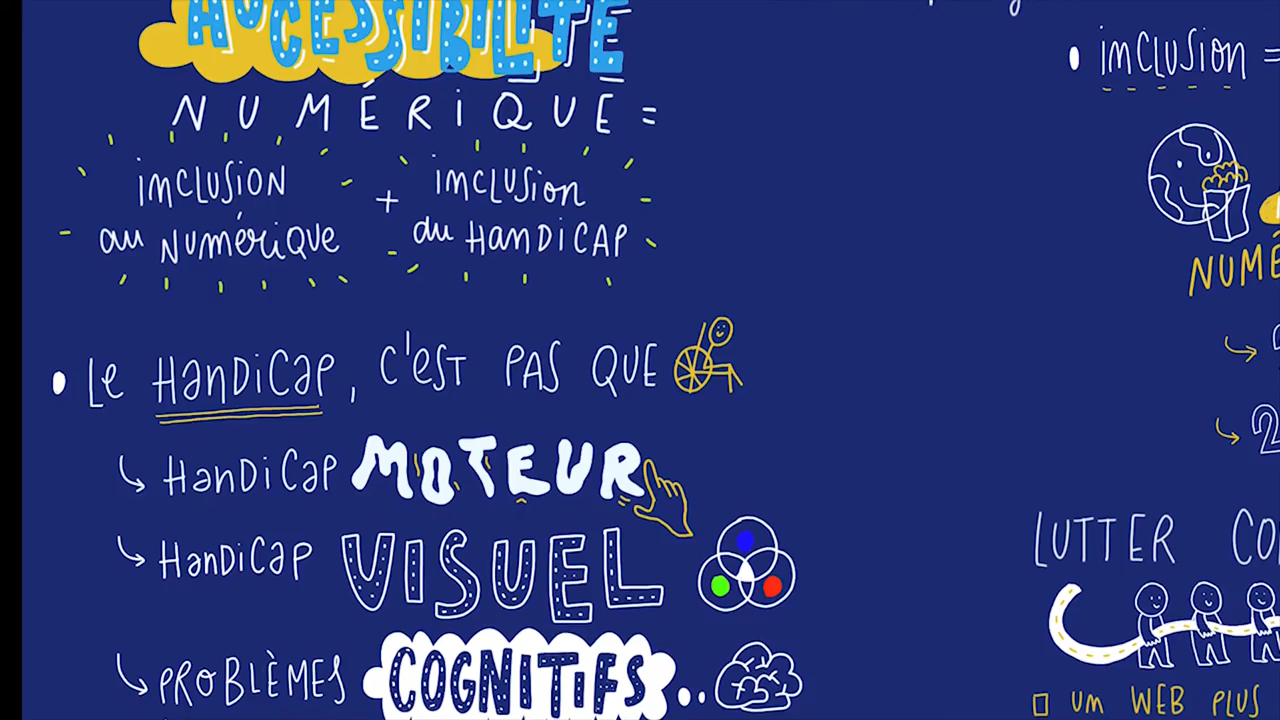 ACCESSIBILITÉ
NUMÉRIQUE =
inclusion au numérique + inclusion du Handicap
• Le Handicap, c'est pas que
↳ Handicap MOTEUR
↳ Handicap VISUEL
↳ PROBLÈMES COGNITIFS ..
• inclusion =
NUMÉ
2
LUTTER CO
□ un WEB PLUS